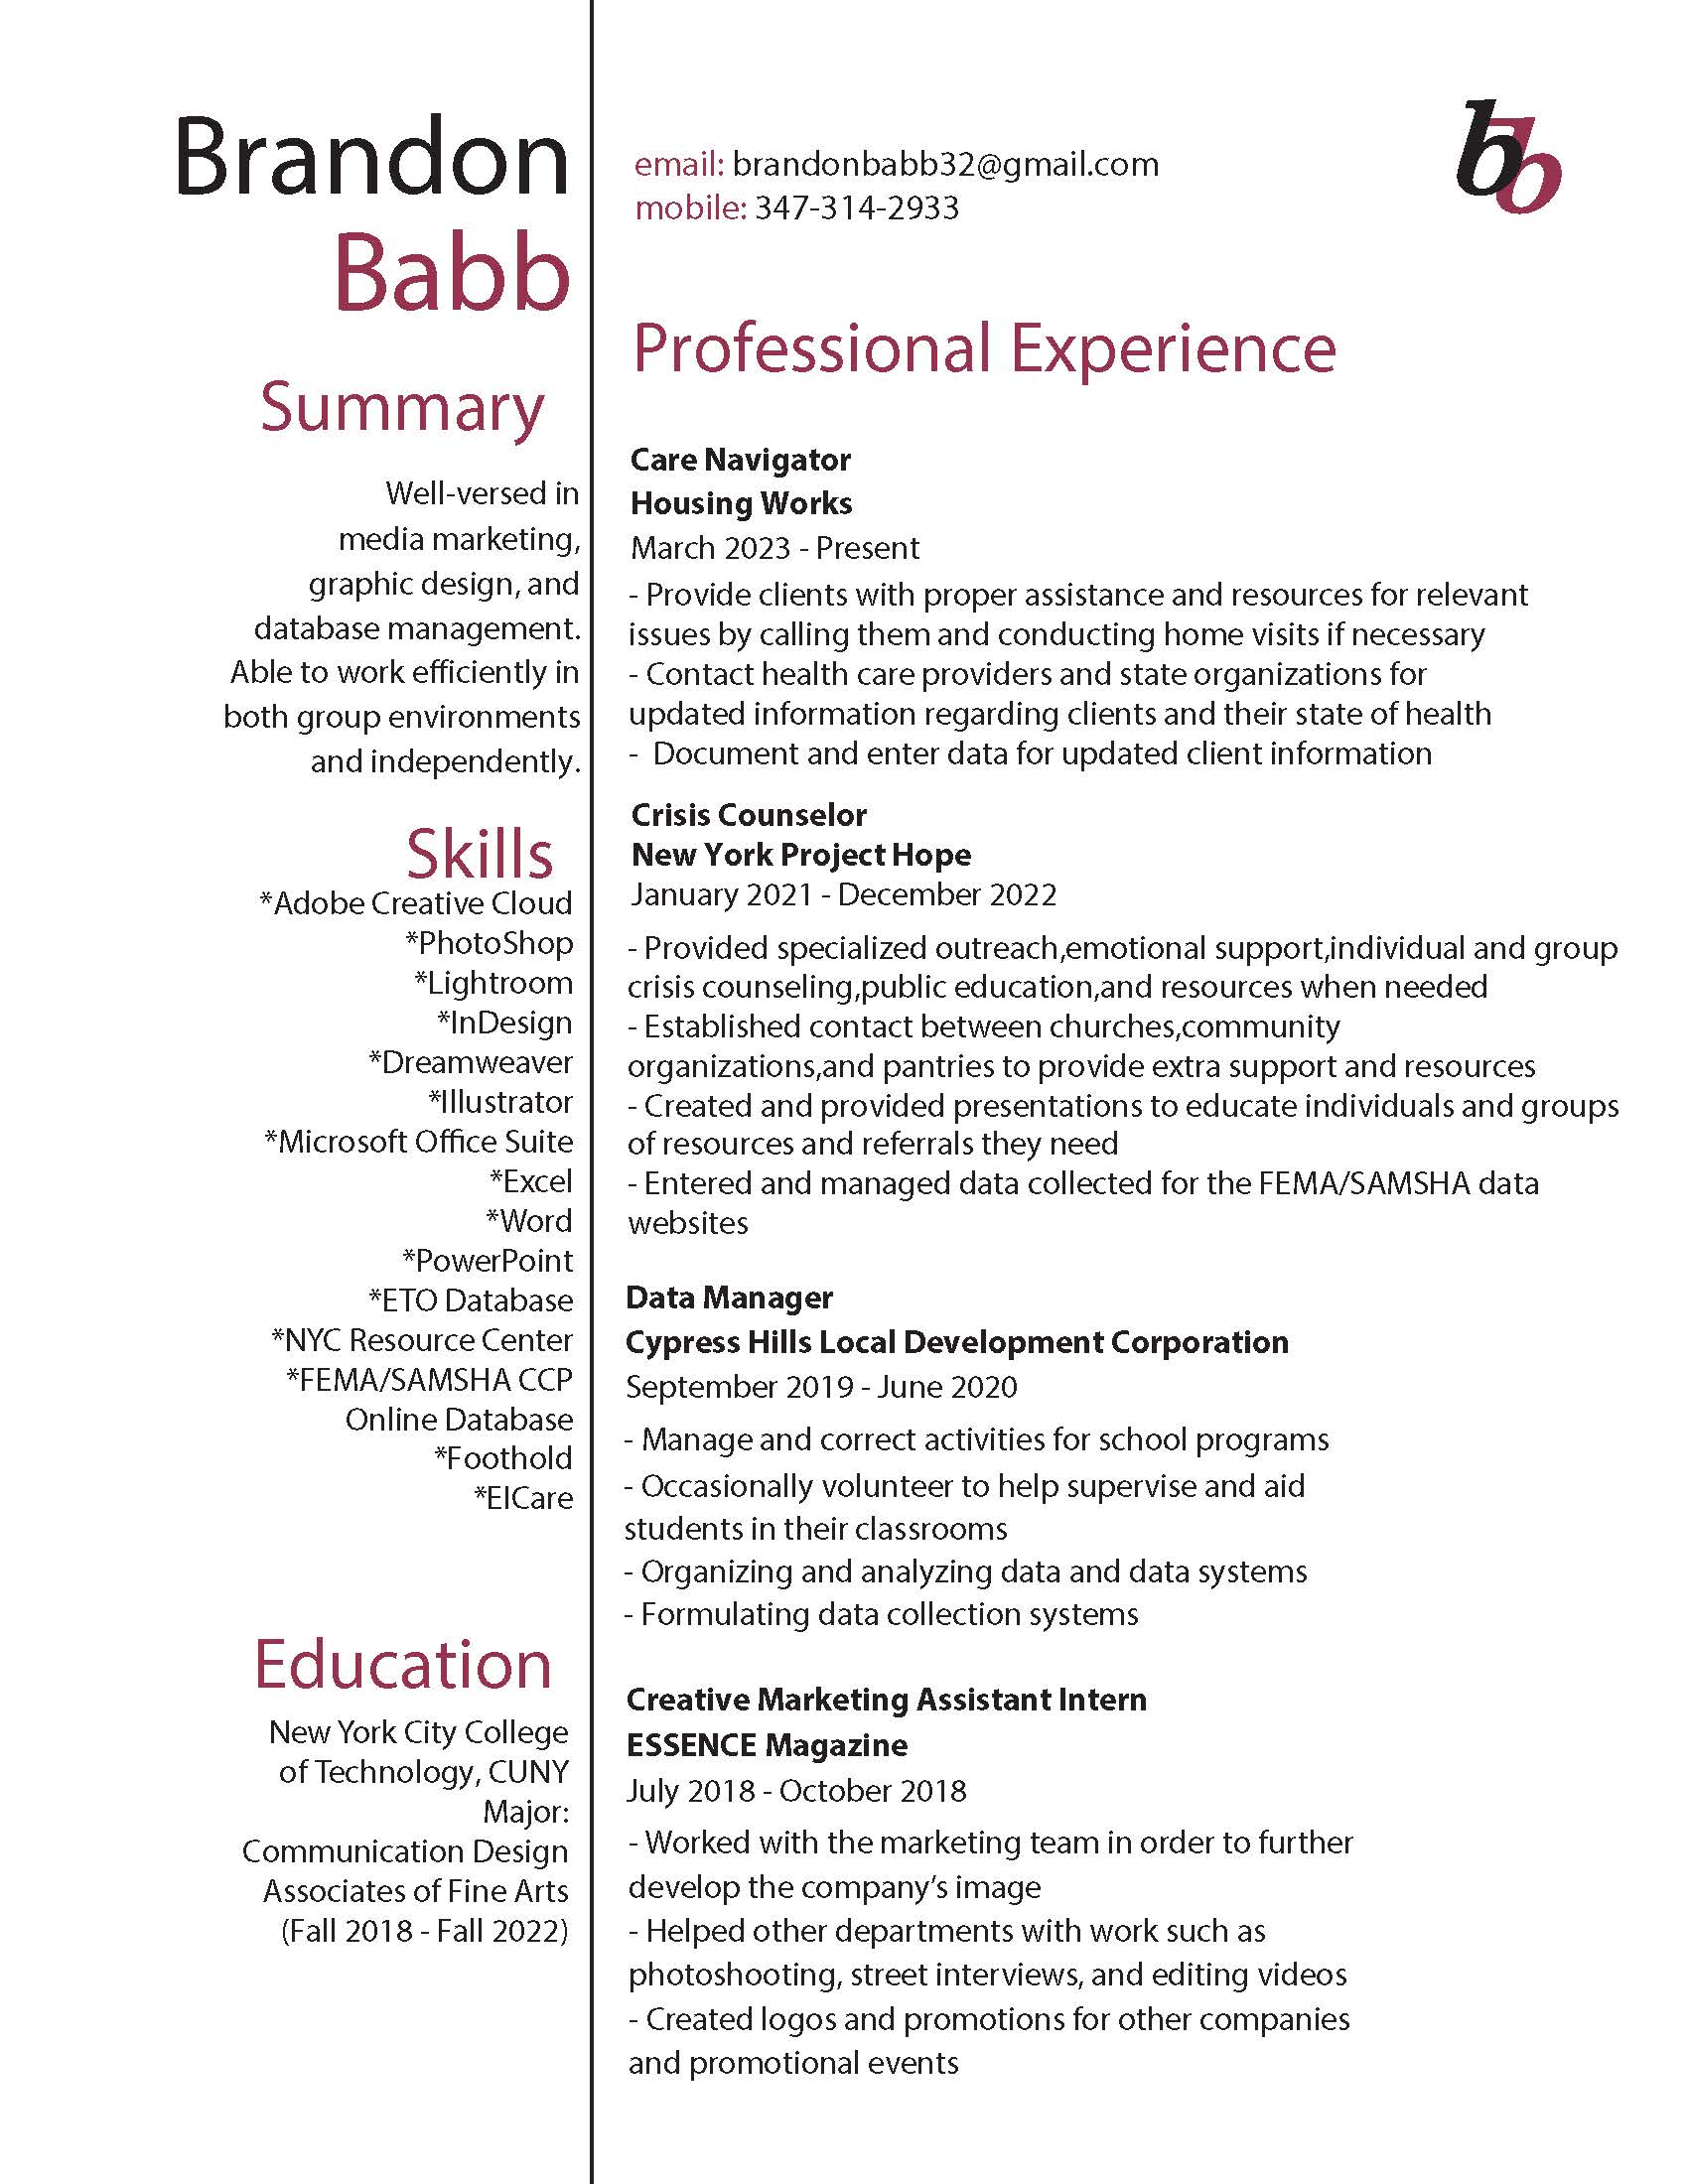 Brandon
Babb
Summary
Well-versed in
media marketing,
graphic design, and
database management.
Able to work efficiently in
both group environments
and independently.
Skills
*Adobe Creative Cloud
*PhotoShop
*Lightroom
*InDesign
*Dreamweaver
*Illustrator
*Microsoft Office Suite
*Excel
*Word
*PowerPoint
*ETO Database
*NYC Resource Center
*FEMA/SAMSHA CCP
Online Database
*Foothold
*EICare
Education
New York City College
of Technology, CUNY
Major:
Communication Design
Associates of Fine Arts
(Fall 2018 - Fall 2022)
email: brandonbabb32@gmail.com
mobile: 347-314-2933
bb
Professional Experience
Care Navigator
Housing Works
March 2023 - Present
- Provide clients with proper assistance and resources for relevant
issues by calling them and conducting home visits if necessary
- Contact health care providers and state organizations for
updated information regarding clients and their state of health
- Document and enter data for updated client information
Crisis Counselor
New York Project Hope
January 2021 - December 2022
- Provided specialized outreach,emotional support,individual and group
crisis counseling,public education,and resources when needed
- Established contact between churches,community
organizations,and pantries to provide extra support and resources
- Created and provided presentations to educate individuals and groups
of resources and referrals they need
- Entered and managed data collected for the FEMA/SAMSHA data
websites
Data Manager
Cypress Hills Local Development Corporation
September 2019 - June 2020
- Manage and correct activities for school programs
- Occasionally volunteer to help supervise and aid
students in their classrooms
- Organizing and analyzing data and data systems
- Formulating data collection systems
Creative Marketing Assistant Intern
ESSENCE Magazine
July 2018 - October 2018
- Worked with the marketing team in order to further
develop the company’s image
- Helped other departments with work such as
photoshooting, street interviews, and editing videos
- Created logos and promotions for other companies
and promotional events